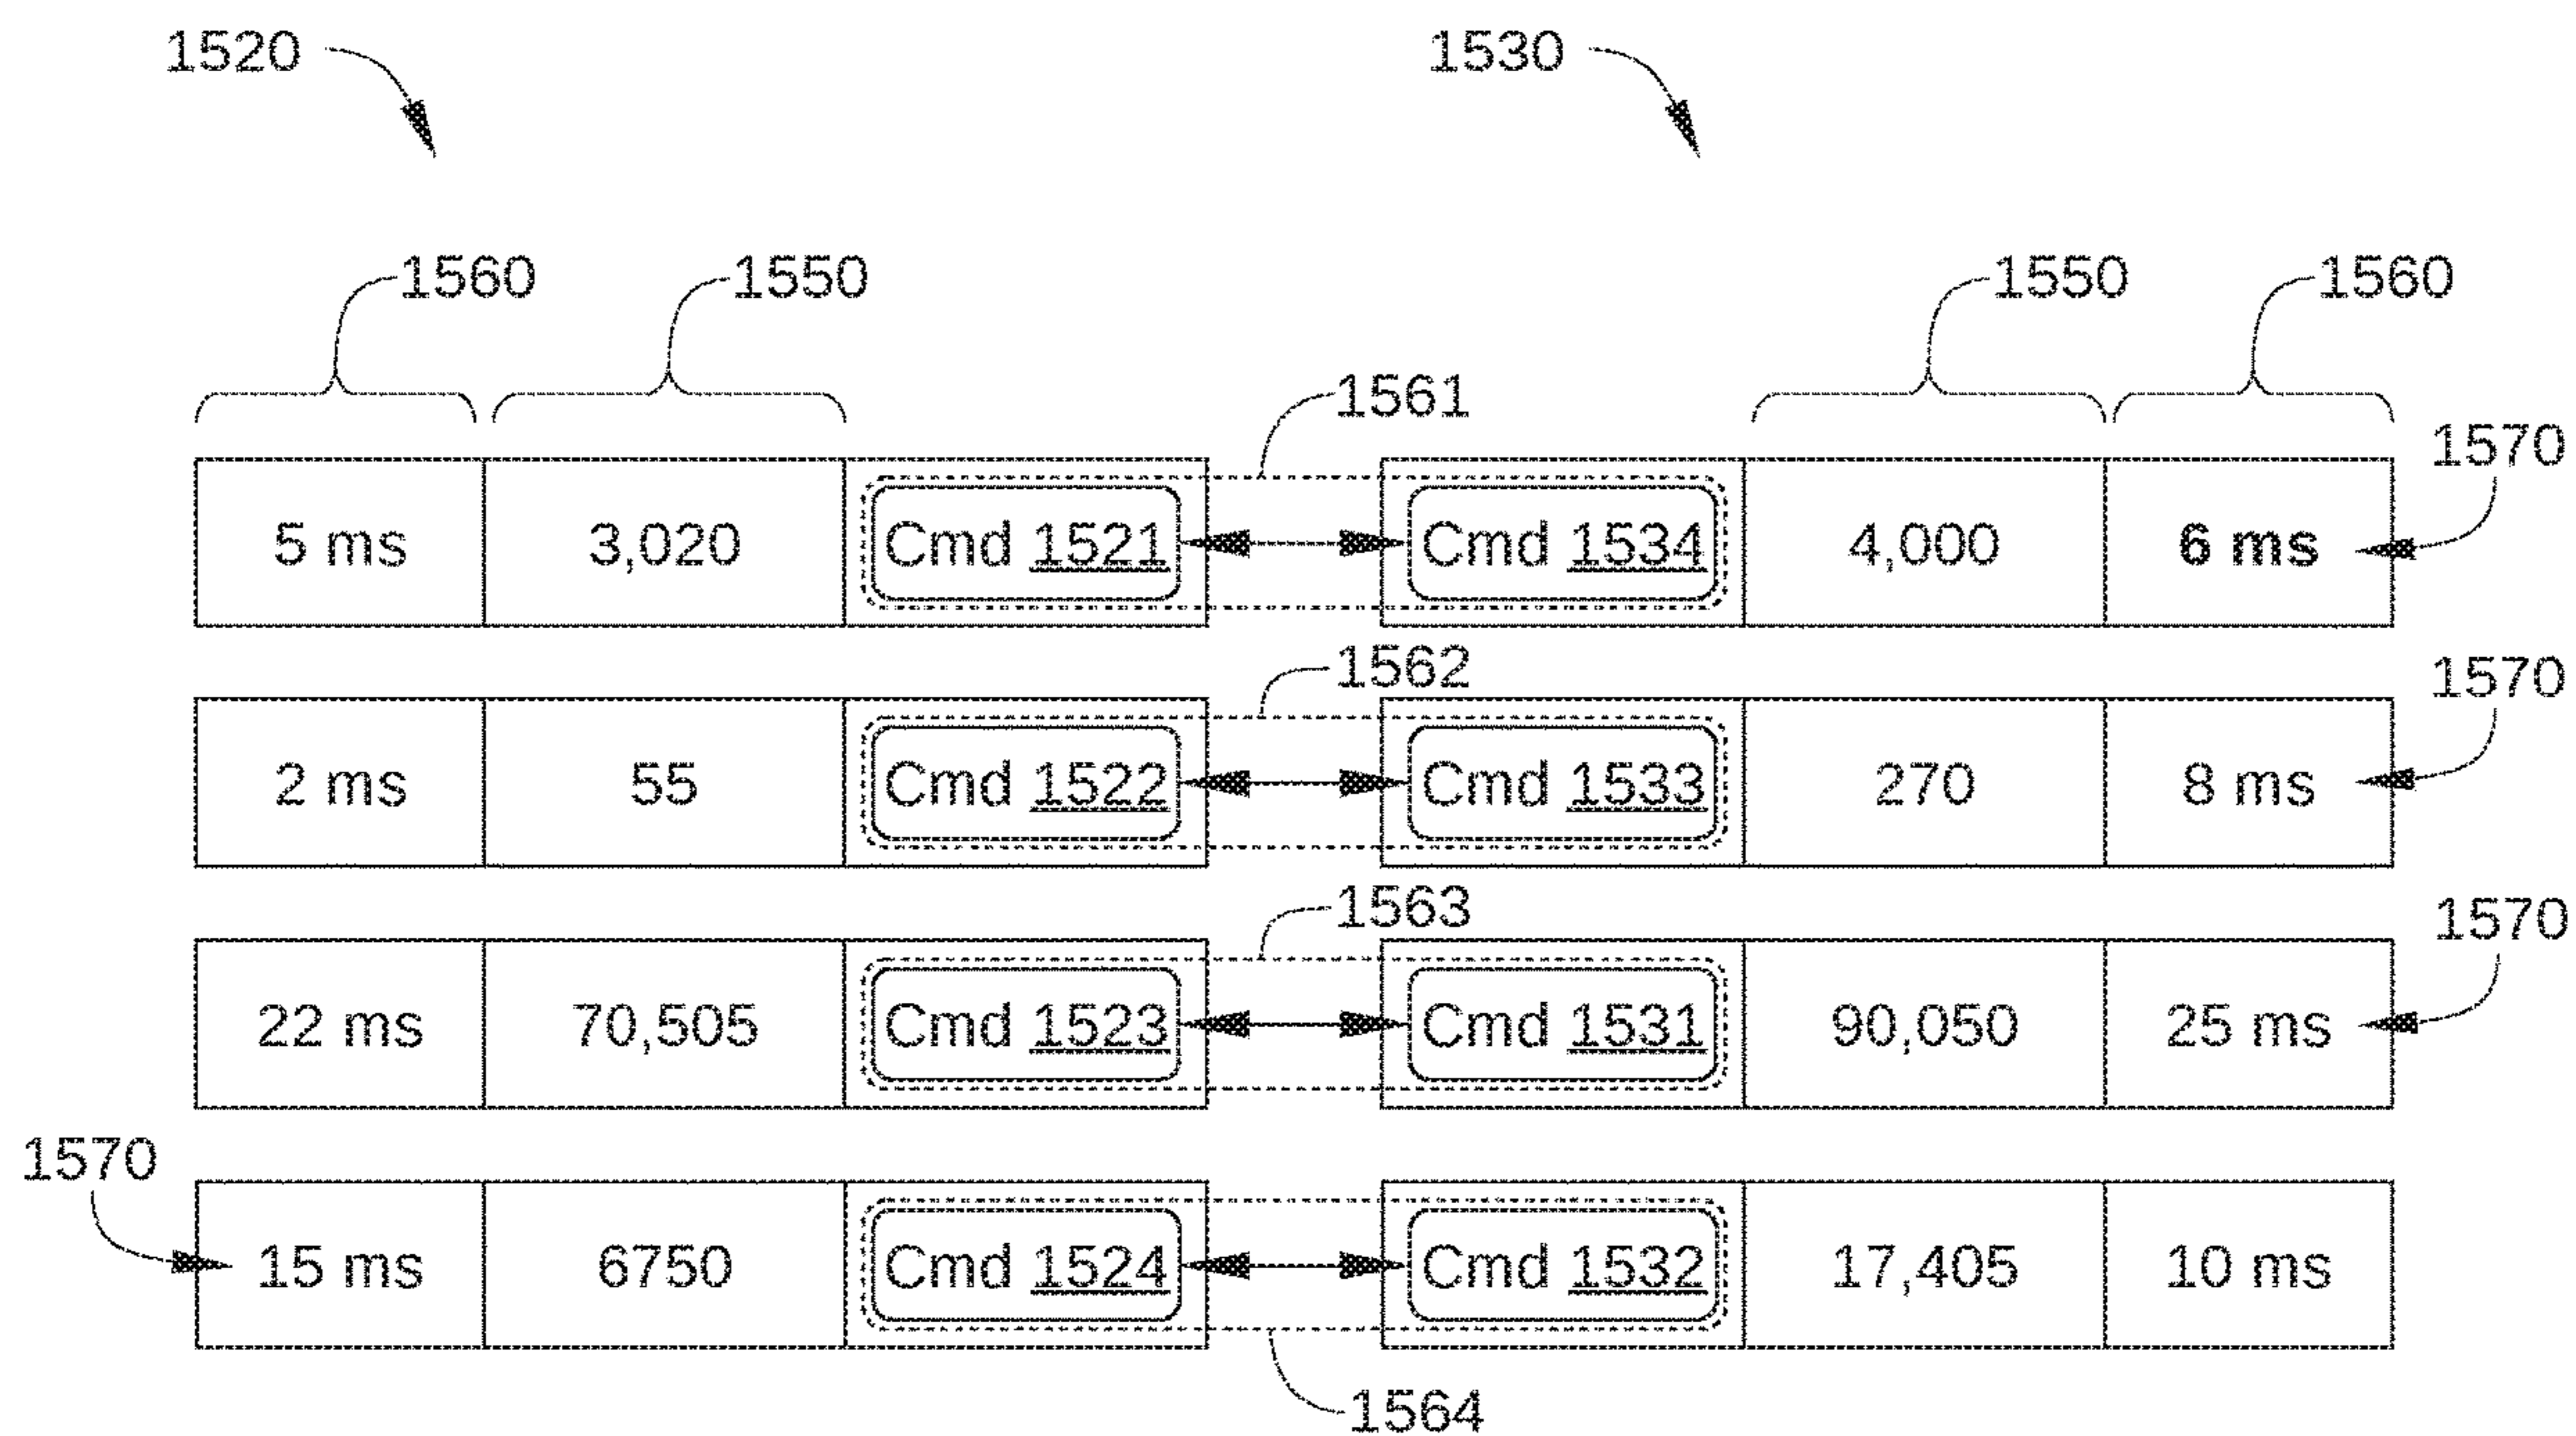 1520 1530
1560 1550 1550 1560
1561
1570
5 ms 3,020 Cmd 1521 Cmd 1534 4,000 6 ms
1562 1570
2 ms 55 Cmd 1522 Cmd 1533 270 8 ms
1563 1570
22 ms 70,505 Cmd 1523 Cmd 1531 90,050 25 ms
1570
15 ms 6750 Cmd 1524 Cmd 1532 17,405 10 ms
1564